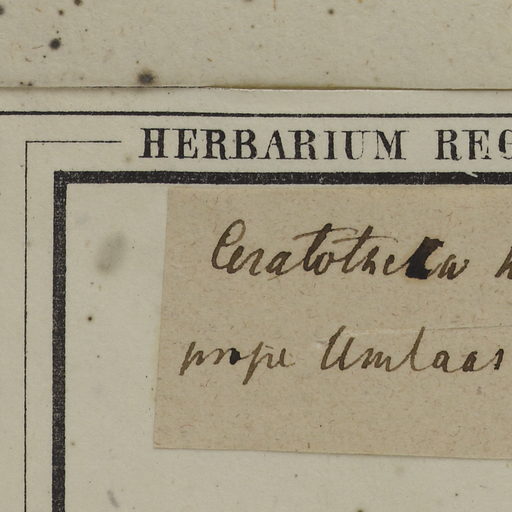 HERBARIUM REG
Ceratotheca
prope Umlaas